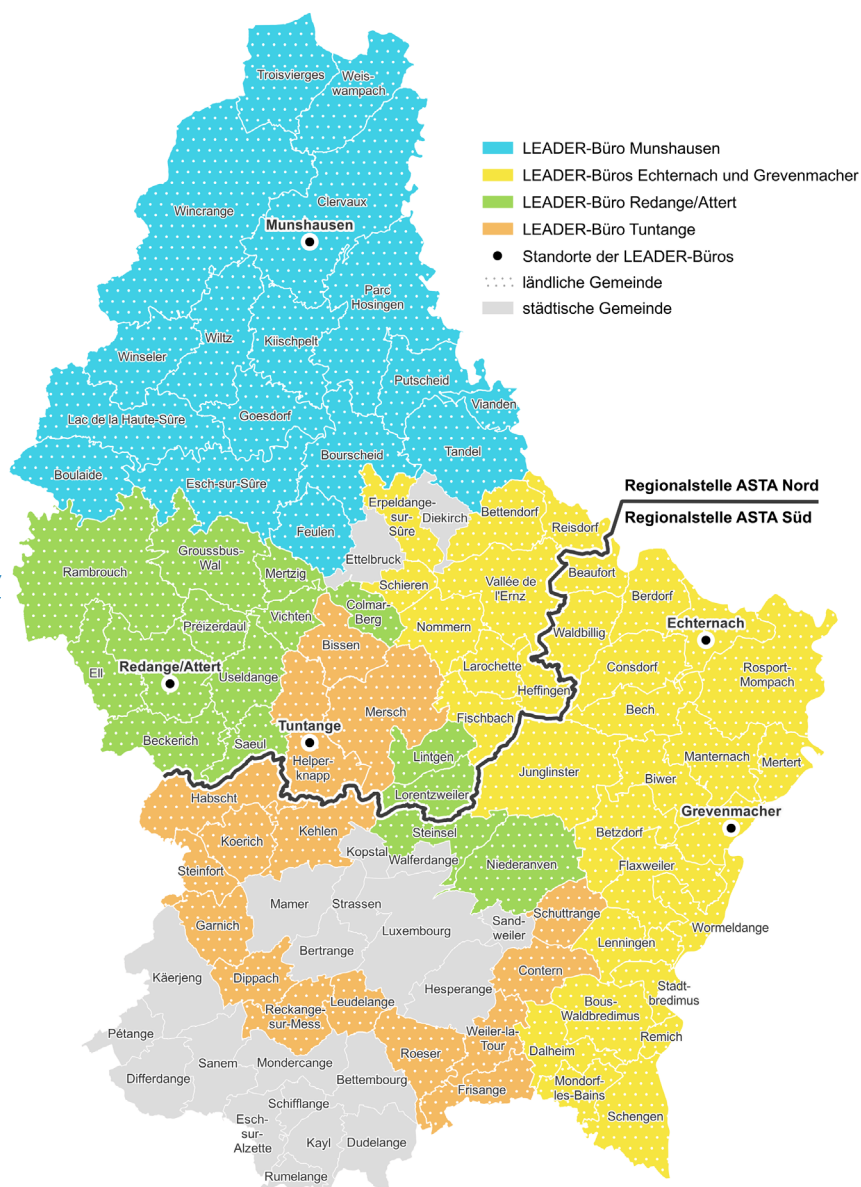 Troisvierges
Weis-
wampach
LEADER-Büro Munshausen
LEADER-Büros Echternach und Grevenmacher
LEADER-Büro Redange/Attert
LEADER-Büro Tuntange
Standorte der LEADER-Büros
ländliche Gemeinde
städtische Gemeinde
Clervaux
Wincrange
Munshausen
Parc
Hosingen
Wiltz
Kiischpelt
Winseler
Putscheid
Vianden
Lac de la Haute-Sûre
Goesdorf
Bourscheid
Tandel
Boulaide
Esch-sur-Sûre
Regionalstelle ASTA Nord
Regionalstelle ASTA Süd
Erpeldange-
sur-
Sûre
Diekirch
Bettendorf
Reisdorf
Feulen
Ettelbruck
Groussbus-
Wal
Rambrouch
Mertzig
Schieren
Vallée de
l'Ernz
Beaufort
Berdorf
Colmar-
Berg
Vichten
Préizerdaul
Nommern
Waldbillig
Echternach
Bissen
Redange/Attert
Ell
Useldange
Larochette
Consdorf
Rosport-
Mompach
Heffingen
Mersch
Fischbach
Bech
Tuntange
Beckerich
Saeul
Helper-
knapp
Lintgen
Junglinster
Manternach
Mertert
Biwer
Lorentzweiler
Habscht
Grevenmacher
Koerich
Kehlen
Steinsel
Betzdorf
Kopstal
Walferdange
Niederanven
Flaxweiler
Steinfort
Mamer
Strassen
Schuttrange
Garnich
Luxembourg
Sand-
weiler
Wormeldange
Bertrange
Lenningen
Käerjeng
Dippach
Contern
Hesperange
Stadt-
bredimus
Leudelange
Reckange-
sur-Mess
Bous-
Waldbredimus
Pétange
Weiler-la-
Tour
Remich
Roeser
Dalheim
Sanem
Mondercange
Differdange
Bettembourg
Frisange
Mondorf-
les-Bains
Schifflange
Schengen
Esch-
sur-
Alzette
Kayl
Dudelange
Rumelange